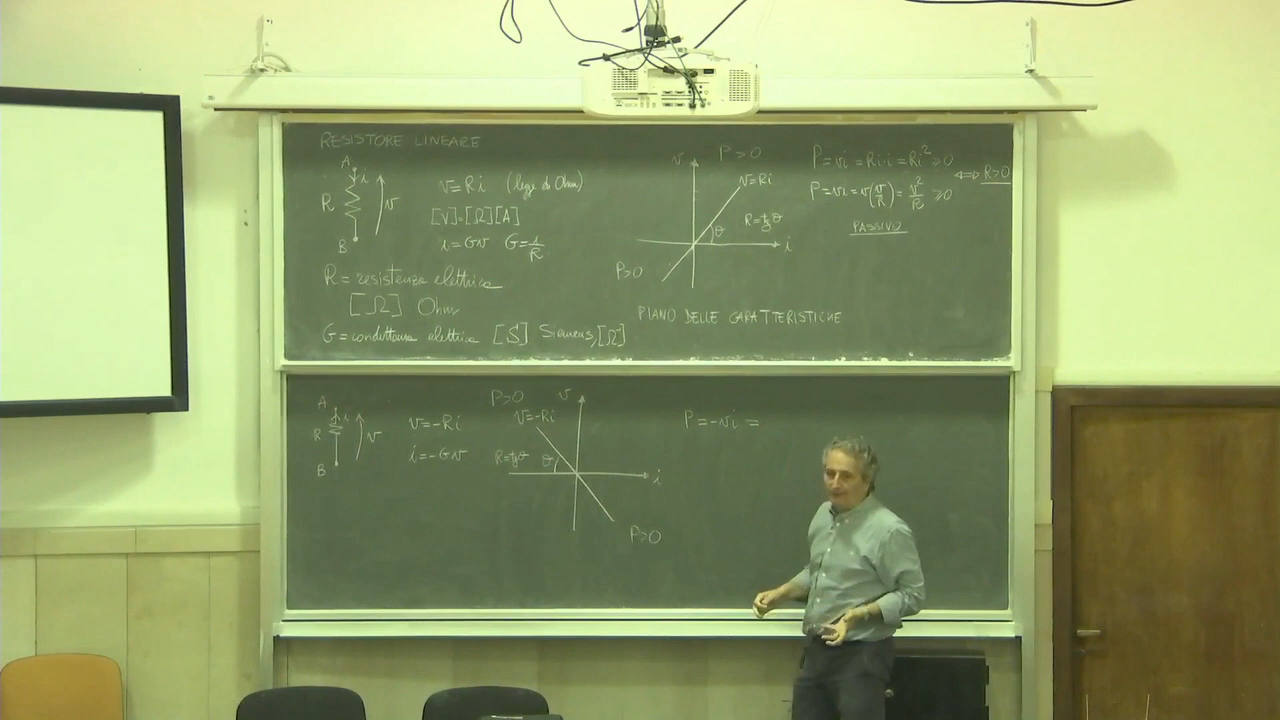 RESISTORE LINEARE
A
i
R
v
B
v=Ri (legge di Ohm)
[V]=[Ω][A]
i=Gv G=1/R
R= resistenza elettrica
[Ω] Ohm
G= conduttanza elettrica [S] Siemens,
v
P>0
v=Ri
R=tgθ
θ
i
P>0
PIANO DELLE CARATTERISTICHE
P=vi=Ri·i=Ri²≥0
⇔ R>0
P=vi=v(v/R)=v²/R≥0
PASSIVO
A
i
R
v
B
v=-Ri
i=-Gv
P>0
v
v=-Ri
R=tgθ
θ
i
P>0
P=-vi=